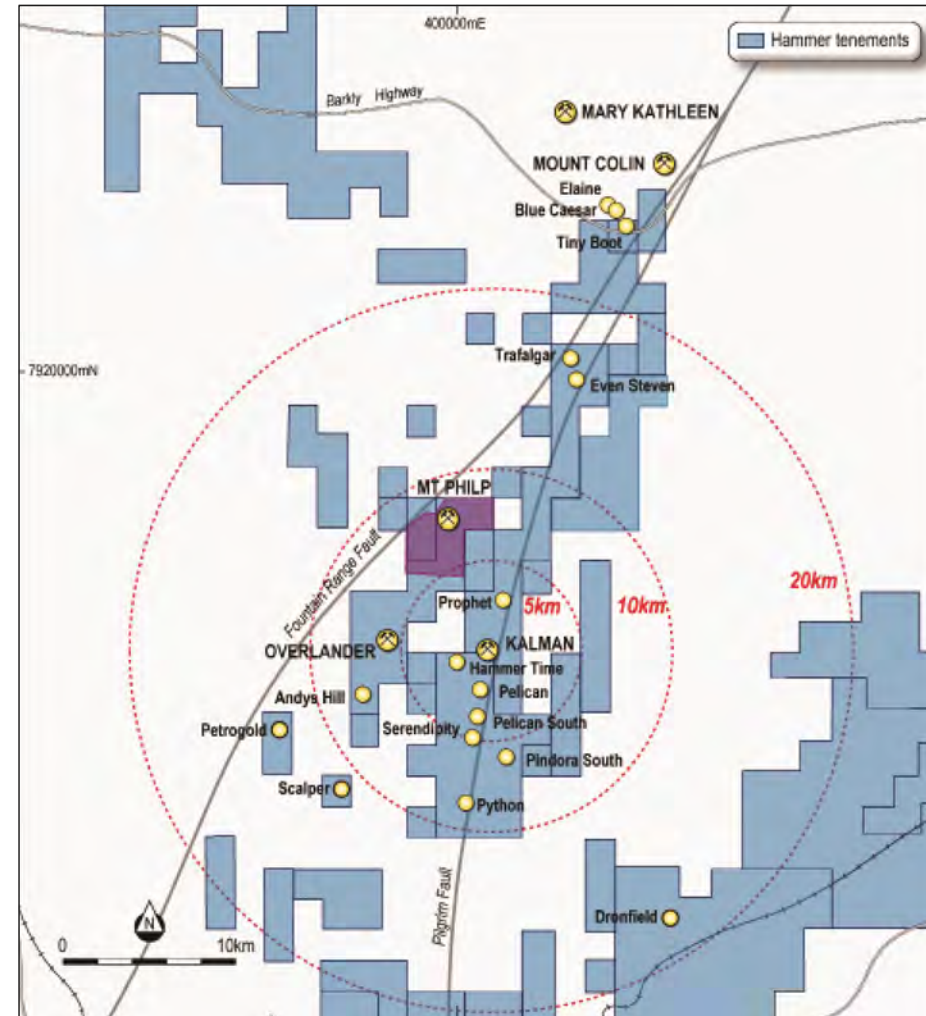 400000mE
Hammer tenements
Barkly Highway
MARY KATHLEEN
MOUNT COLIN
Elaine
Blue Caesar
Tiny Boot
Trafalgar
7920000mN
Even Steven
MT PHILP
Fountain Range Fault
20km
Prophet
5km
10km
OVERLANDER
KALMAN
Hammer Time
Andys Hill
Pelican
Petrogold
Serendipity
Pelican South
Pindora South
Scalper
Python
Pilgrim Fault
N
Dronfield
0
10km